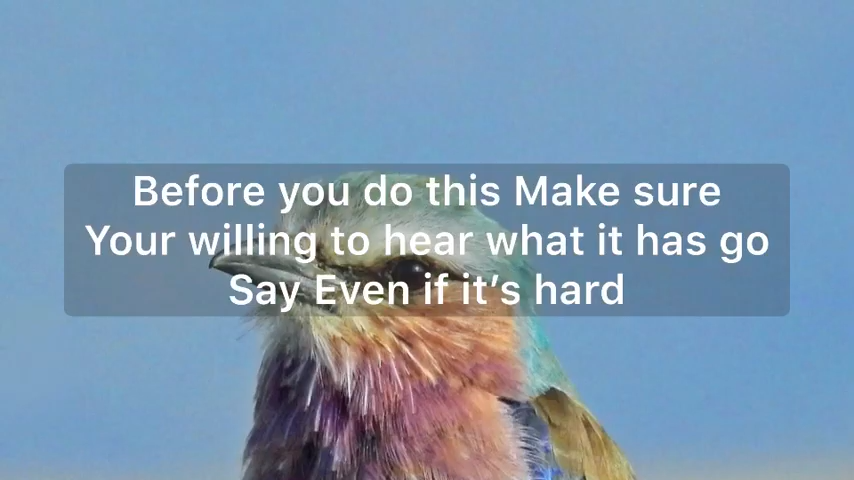 Before you do this Make sure
Your willing to hear what it has go
Say Even if it’s hard